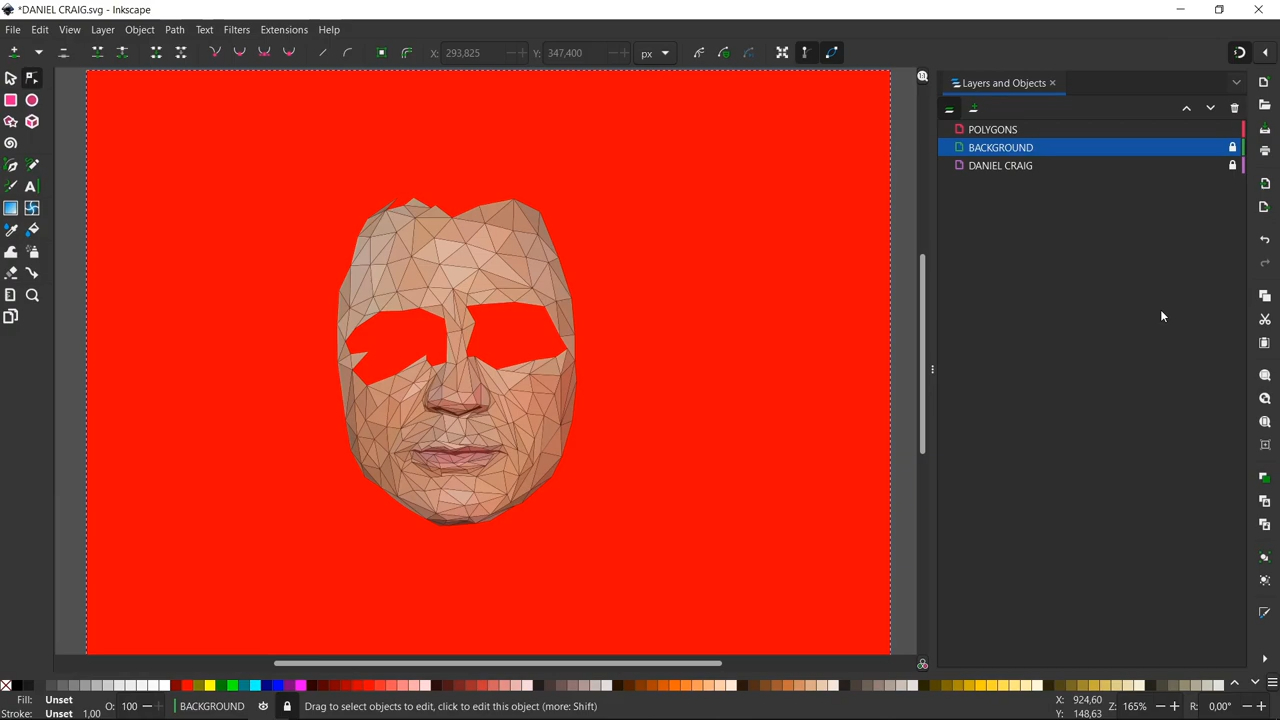 *DANIEL CRAIG.svg - Inkscape
File Edit View Layer Object Path Text Filters Extensions Help
X: 293,825 Y: 347,400 px
Layers and Objects
POLYGONS
BACKGROUND
DANIEL CRAIG
Fill: Unset O: 100 BACKGROUND Drag to select objects to edit, click to edit this object (more: Shift) X: 924,60 Z: 165% R: 0,00°
Stroke: Unset 1,00 Y: 148,63